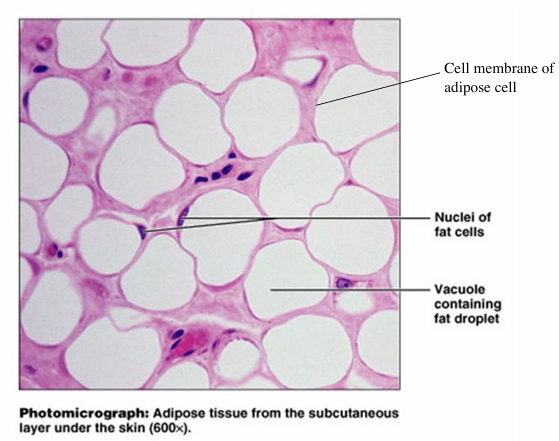 Cell membrane of
adipose cell
Nuclei of
fat cells
Vacuole
containing
fat droplet
Photomicrograph: Adipose tissue from the subcutaneous
layer under the skin (600×).